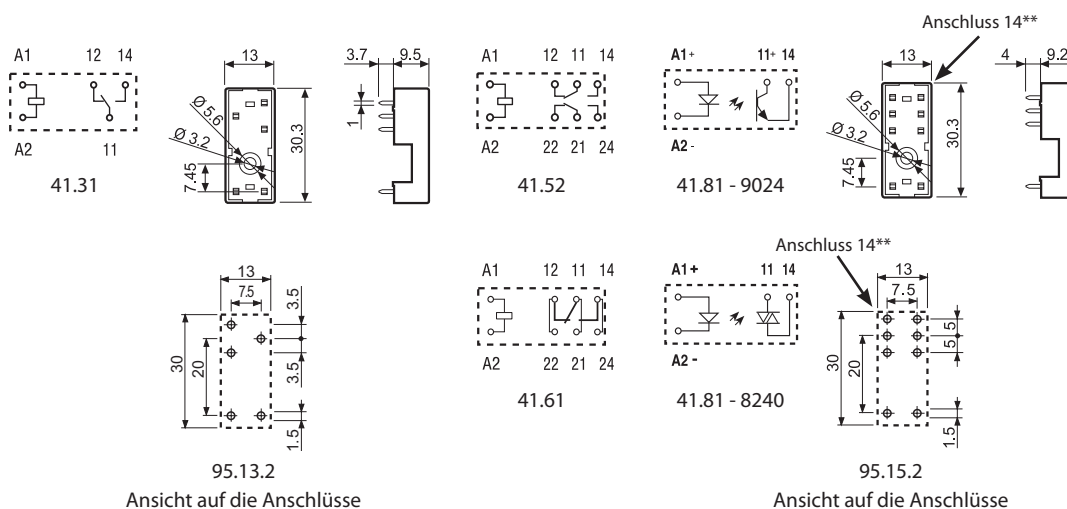 Anschluss 14**
A1 12 14
13
3.7 9.5
A1 12 11 14
A1+ 11+ 14
13
4 9.2
Ø 5.6
Ø 3.2
7.45
30.3
1
Ø 5.6
Ø 3.2
7.45
30.3
A2 11
A2 22 21 24
A2 -
41.31
41.52
41.81 - 9024
Anschluss 14**
13
7.5
3.5
A1 12 11 14
A1 + 11 14
13
7.5
30
20
3.5
1.5
30
20
5
5
1.5
A2 22 21 24
A2 -
41.61
41.81 - 8240
95.13.2
Ansicht auf die Anschlüsse
95.15.2
Ansicht auf die Anschlüsse